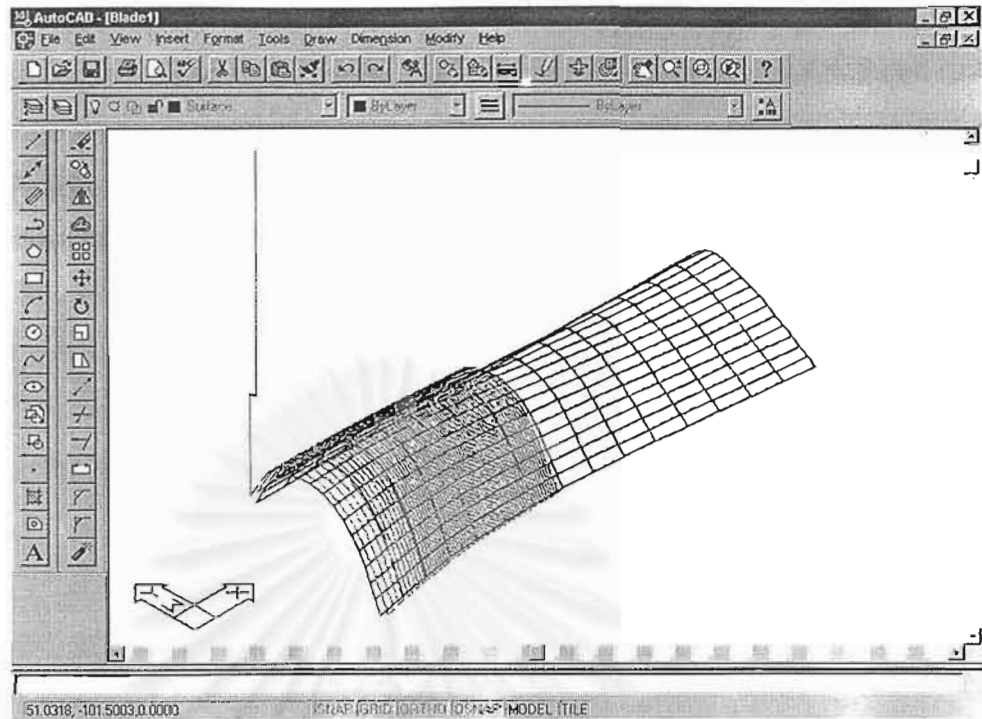 AutoCAD - [Blade1]
File Edit View Insert Format Tools Draw Dimension Modify Help
Surface ByLayer ByLayer
A
Y X
W
51.0318, -101.5003,0.0000 SNAP GRID ORTHO OSNAP MODEL TILE